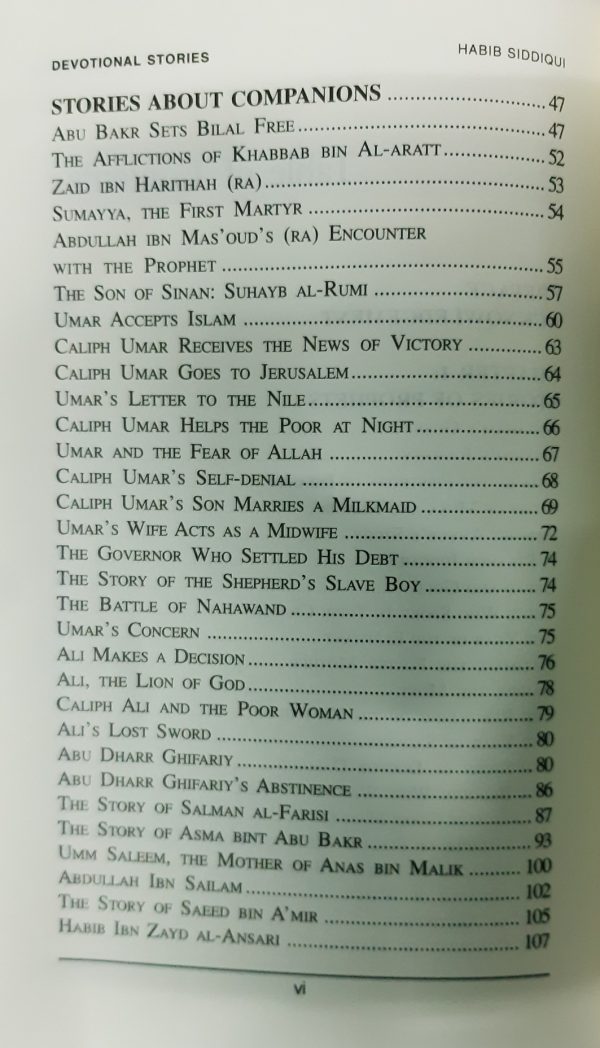 DEVOTIONAL STORIES HABIB SIDDIQUI
STORIES ABOUT COMPANIONS ........................... 47
ABU BAKR SETS BILAL FREE ........................... 47
THE AFFLICTIONS OF KHABBAB BIN AL-ARATT ........................... 52
ZAID IBN HARITHAH (RA) ........................... 53
SUMAYYA, THE FIRST MARTYR ........................... 54
ABDULLAH IBN MAS'OUD'S (RA) ENCOUNTER
WITH THE PROPHET ........................... 55
THE SON OF SINAN: SUHAYB AL-RUMI ........................... 57
UMAR ACCEPTS ISLAM ........................... 60
CALIPH UMAR RECEIVES THE NEWS OF VICTORY ........................... 63
CALIPH UMAR GOES TO JERUSALEM ........................... 64
UMAR'S LETTER TO THE NILE ........................... 65
CALIPH UMAR HELPS THE POOR AT NIGHT ........................... 66
UMAR AND THE FEAR OF ALLAH ........................... 67
CALIPH UMAR'S SELF-DENIAL ........................... 68
CALIPH UMAR'S SON MARRIES A MILKMAID ........................... 69
UMAR'S WIFE ACTS AS A MIDWIFE ........................... 72
THE GOVERNOR WHO SETTLED HIS DEBT ........................... 74
THE STORY OF THE SHEPHERD'S SLAVE BOY ........................... 74
THE BATTLE OF NAHAWAND ........................... 75
UMAR'S CONCERN ........................... 75
ALI MAKES A DECISION ........................... 76
ALI, THE LION OF GOD ........................... 78
CALIPH ALI AND THE POOR WOMAN ........................... 79
ALI'S LOST SWORD ........................... 80
ABU DHARR GHIFARIY ........................... 80
ABU DHARR GHIFARIY'S ABSTINENCE ........................... 86
THE STORY OF SALMAN AL-FARISI ........................... 87
THE STORY OF ASMA BINT ABU BAKR ........................... 93
UMM SALEEM, THE MOTHER OF ANAS BIN MALIK ......... 100
ABDULLAH IBN SAILAM ........................... 102
THE STORY OF SAEED BIN A'MIR ........................... 105
HABIB IBN ZAYD AL-ANSARI ........................... 107
vi